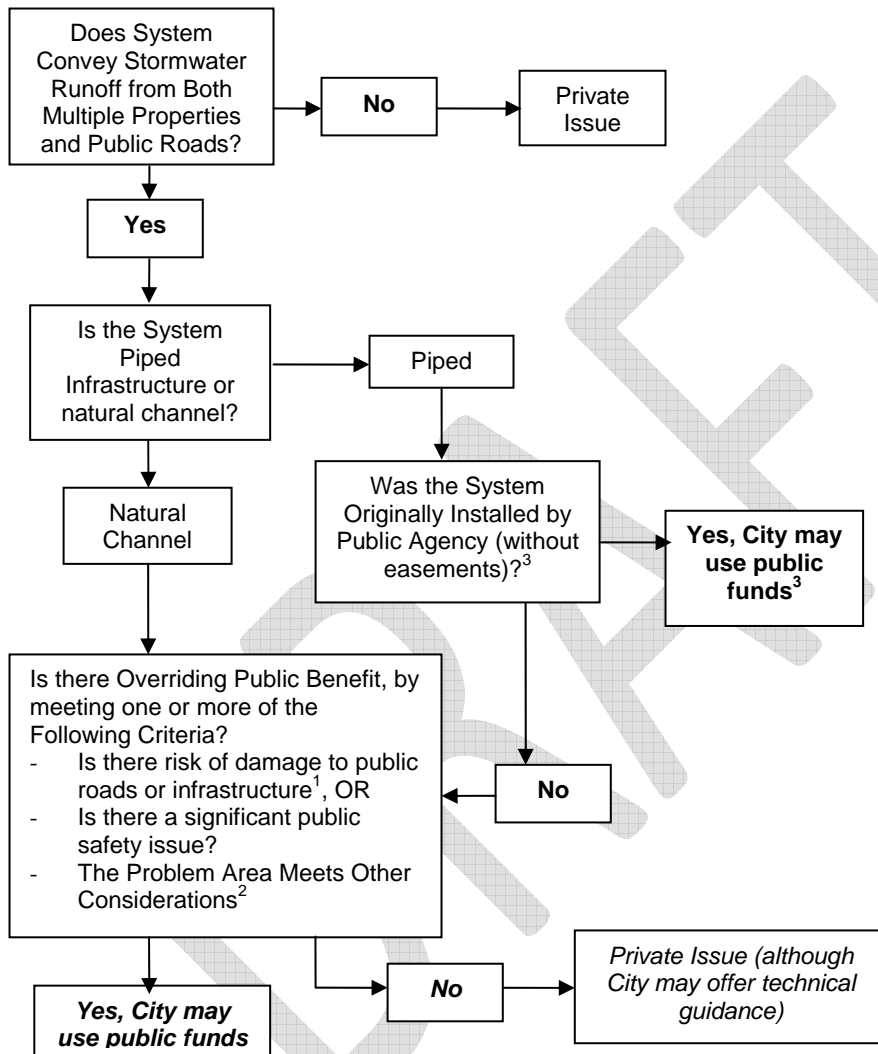 Does System
Convey Stormwater
Runoff from Both
Multiple Properties
and Public Roads?
No
Private
Issue
Yes
Is the System
Piped
Infrastructure or
natural channel?
Piped
Natural
Channel
Was the System
Originally Installed by
Public Agency (without
easements)?3
Yes, City may
use public
funds3
Is there Overriding Public Benefit, by
meeting one or more of the
Following Criteria?
- Is there risk of damage to public
roads or infrastructure1, OR
- Is there a significant public
safety issue?
- The Problem Area Meets Other
Considerations2
No
No
Private Issue (although
City may offer technical
guidance)
Yes, City may
use public funds
DRAFT